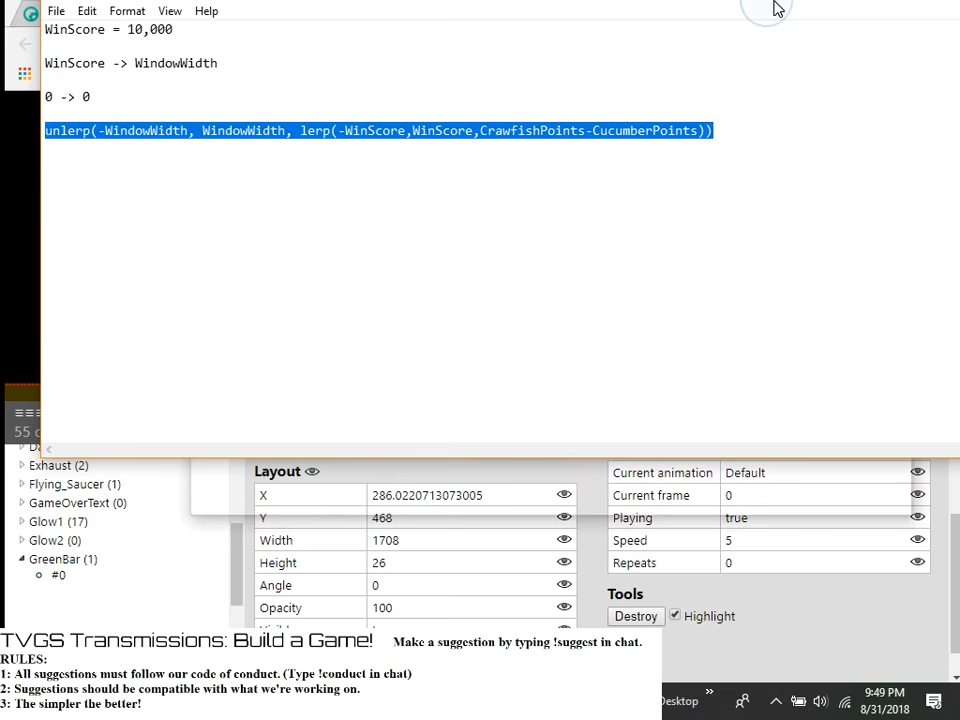 File Edit Format View Help
WinScore = 10,000
WinScore -> WindowWidth
0 -> 0
unlerp(-WindowWidth, WindowWidth, lerp(-WinScore,WinScore,CrawfishPoints-CucumberPoints))
Exhaust (2)
Flying_Saucer (1)
GameOverText (0)
Glow1 (17)
Glow2 (0)
GreenBar (1)
#0
Layout
X 286.0220713073005
Y 468
Width 1708
Height 26
Angle 0
Opacity 100
Current animation Default
Current frame 0
Playing true
Speed 5
Repeats 0
Tools
Destroy Highlight
TVGS Transmissions: Build a Game! Make a suggestion by typing !suggest in chat.
RULES:
1: All suggestions must follow our code of conduct. (Type !conduct in chat)
2: Suggestions should be compatible with what we're working on.
3: The simpler the better!
Desktop
9:49 PM
8/31/2018